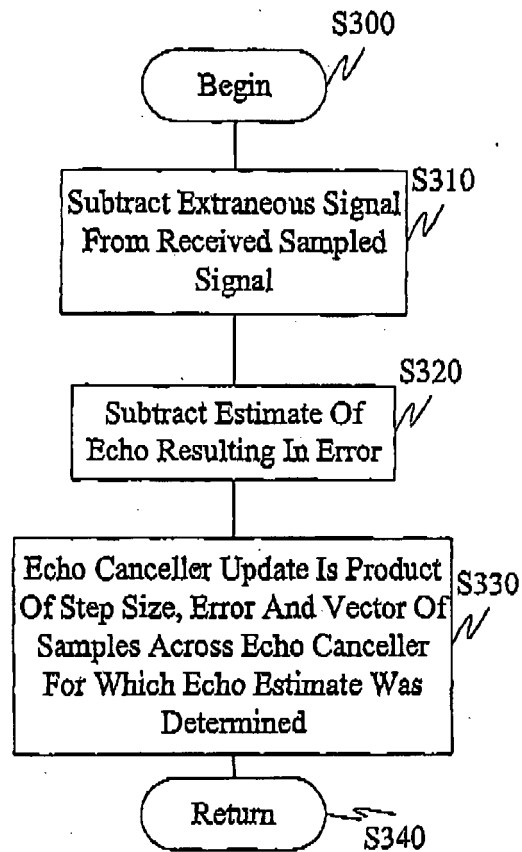 S300
Begin
S310
Subtract Extraneous Signal
From Received Sampled
Signal
S320
Subtract Estimate Of
Echo Resulting In Error
S330
Echo Canceller Update Is Product
Of Step Size, Error And Vector Of
Samples Across Echo Canceller
For Which Echo Estimate Was
Determined
Return
S340